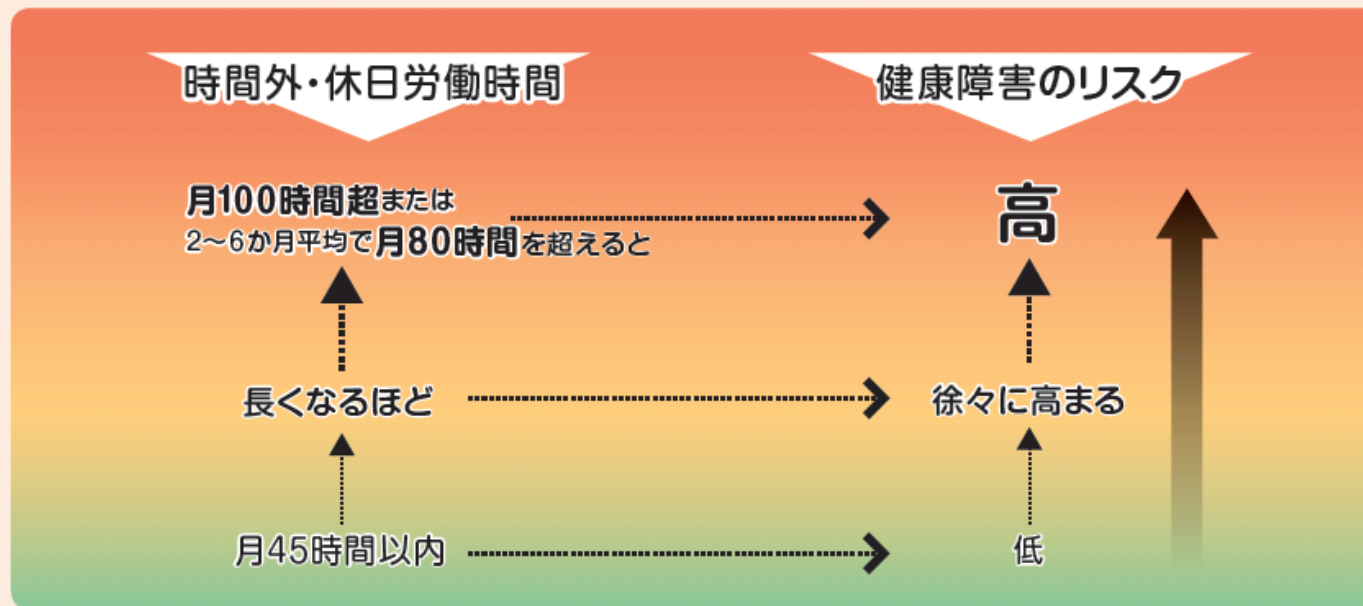 時間外・休日労働時間
健康障害のリスク
月100時間超または
2〜6か月平均で月80時間を超えると
高
長くなるほど
徐々に高まる
月45時間以内
低